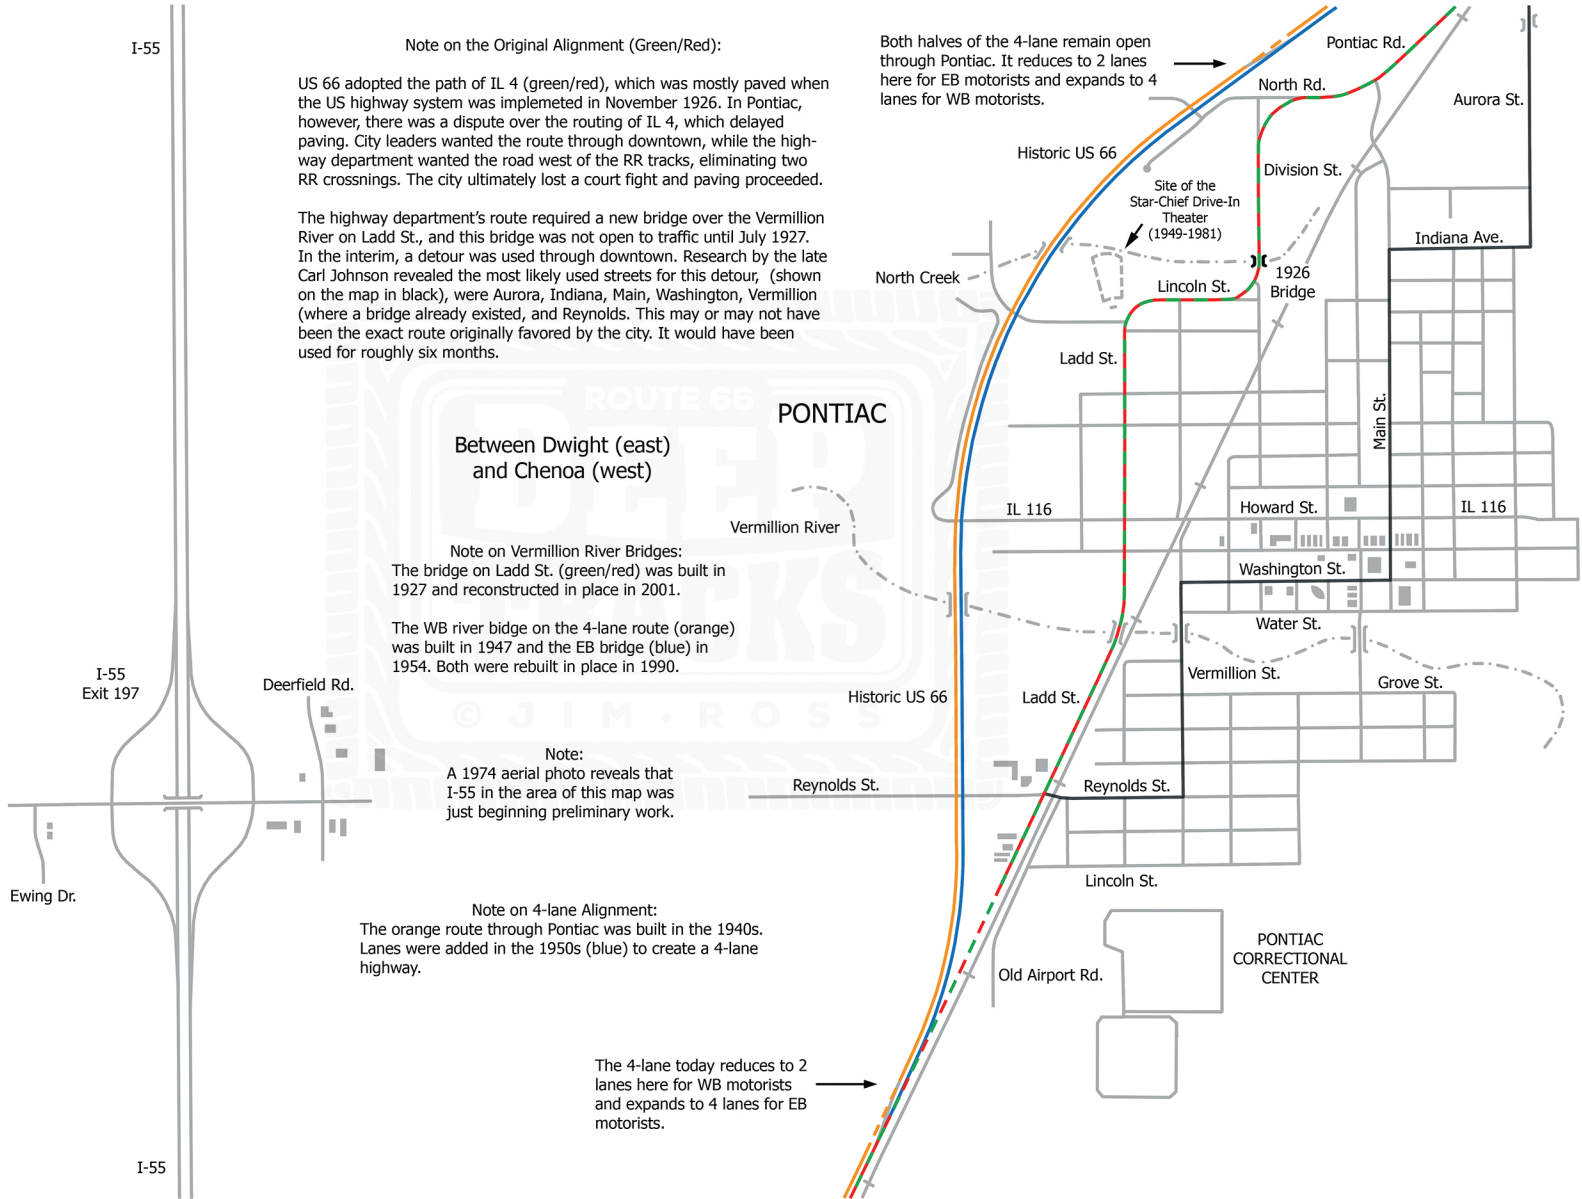 I-55
Note on the Original Alignment (Green/Red):
US 66 adopted the path of IL 4 (green/red), which was mostly paved when
the US highway system was implemeted in November 1926. In Pontiac,
however, there was a dispute over the routing of IL 4, which delayed
paving. City leaders wanted the route through downtown, while the high-
way department wanted the road west of the RR tracks, eliminating two
RR crossnings. The city ultimately lost a court fight and paving proceeded.
The highway department's route required a new bridge over the Vermillion
River on Ladd St., and this bridge was not open to traffic until July 1927.
In the interim, a detour was used through downtown. Research by the late
Carl Johnson revealed the most likely used streets for this detour, (shown
on the map in black), were Aurora, Indiana, Main, Washington, Vermillion
(where a bridge already existed, and Reynolds. This may or may not have
been the exact route originally favored by the city. It would have been
used for roughly six months.
Both halves of the 4-lane remain open
through Pontiac. It reduces to 2 lanes
here for EB motorists and expands to 4
lanes for WB motorists.
Pontiac Rd.
North Rd.
Aurora St.
Historic US 66
Division St.
Site of the
Star-Chief Drive-In
Theater
(1949-1981)
Indiana Ave.
North Creek
Lincoln St.
1926
Bridge
Ladd St.
Main St.
ROUTE 66
DEEP
TRACKS
© JIM · ROSS
PONTIAC
Between Dwight (east)
and Chenoa (west)
IL 116
Howard St.
IL 116
Vermillion River
Washington St.
Water St.
Note on Vermillion River Bridges:
The bridge on Ladd St. (green/red) was built in
1927 and reconstructed in place in 2001.
The WB river bidge on the 4-lane route (orange)
was built in 1947 and the EB bridge (blue) in
1954. Both were rebuilt in place in 1990.
I-55
Exit 197
Deerfield Rd.
Historic US 66
Ladd St.
Vermillion St.
Grove St.
Note:
A 1974 aerial photo reveals that
I-55 in the area of this map was
just beginning preliminary work.
Reynolds St.
Reynolds St.
Ewing Dr.
Lincoln St.
Note on 4-lane Alignment:
The orange route through Pontiac was built in the 1940s.
Lanes were added in the 1950s (blue) to create a 4-lane
highway.
Old Airport Rd.
PONTIAC
CORRECTIONAL
CENTER
The 4-lane today reduces to 2
lanes here for WB motorists
and expands to 4 lanes for EB
motorists.
I-55